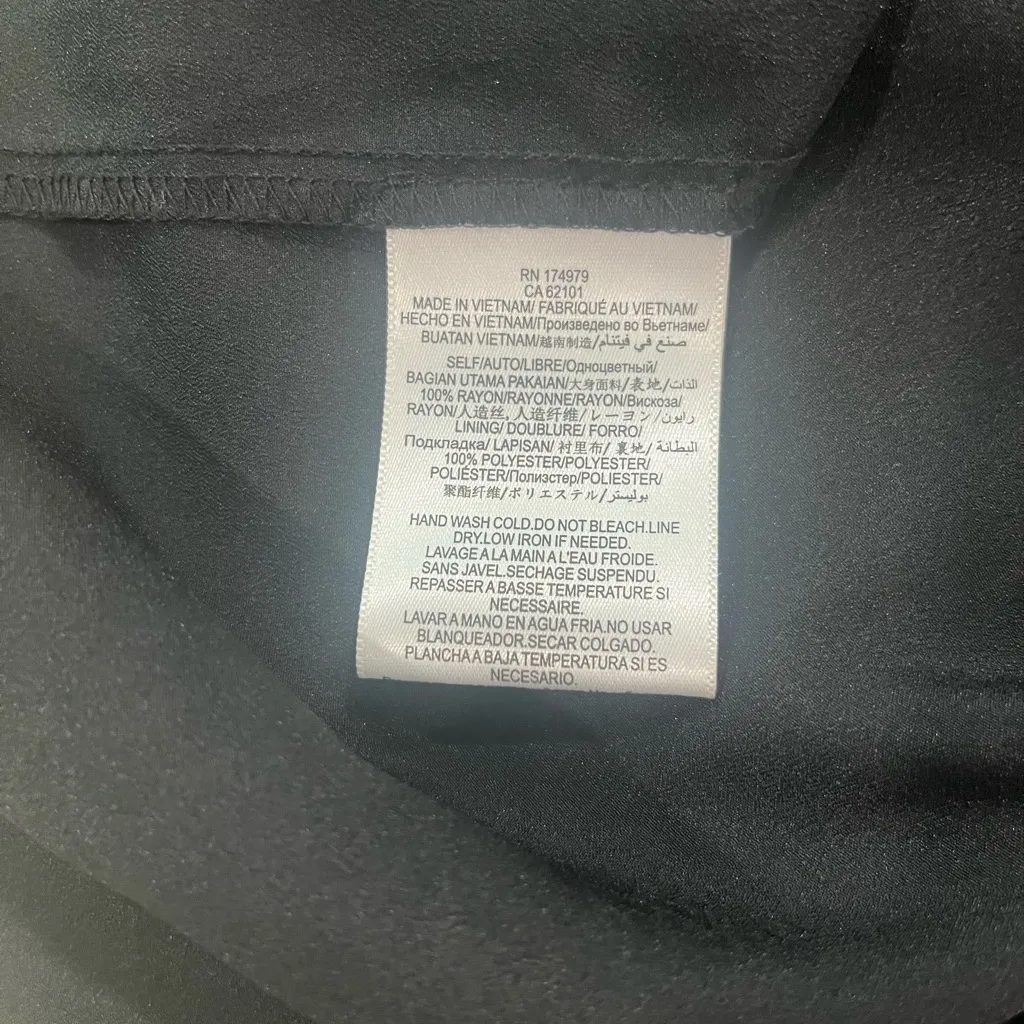 RN 174979
CA 62101
MADE IN VIETNAM/ FABRIQUÉ AU VIETNAM/
HECHO EN VIETNAM/Произведено во Вьетнаме/
BUATAN VIETNAM/越南制造/صنع في فيتنام
SELF/AUTO/LIBRE/Одноцветный/
BAGIAN UTAMA PAKAIAN/大身面料/表地/الذات
100% RAYON/RAYONNE/RAYON/Вискоза/
RAYON/人造丝, 人造纤维/レーヨン/رايون
LINING/ DOUBLURE/ FORRO/
Подкладка/ LAPISAN/ 衬里布/ 裏地/ البطانة
100% POLYESTER/POLYESTER/
POLIÉSTER/Полиэстер/POLIESTER/
聚酯纤维/ポリエステル/بوليستر
HAND WASH COLD.DO NOT BLEACH.LINE
DRY.LOW IRON IF NEEDED.
LAVAGE A LA MAIN A L'EAU FROIDE.
SANS JAVEL.SECHAGE SUSPENDU.
REPASSER A BASSE TEMPERATURE SI
NECESSAIRE.
LAVAR A MANO EN AGUA FRIA.NO USAR
BLANQUEADOR.SECAR COLGADO.
PLANCHA A BAJA TEMPERATURA SI ES
NECESARIO.